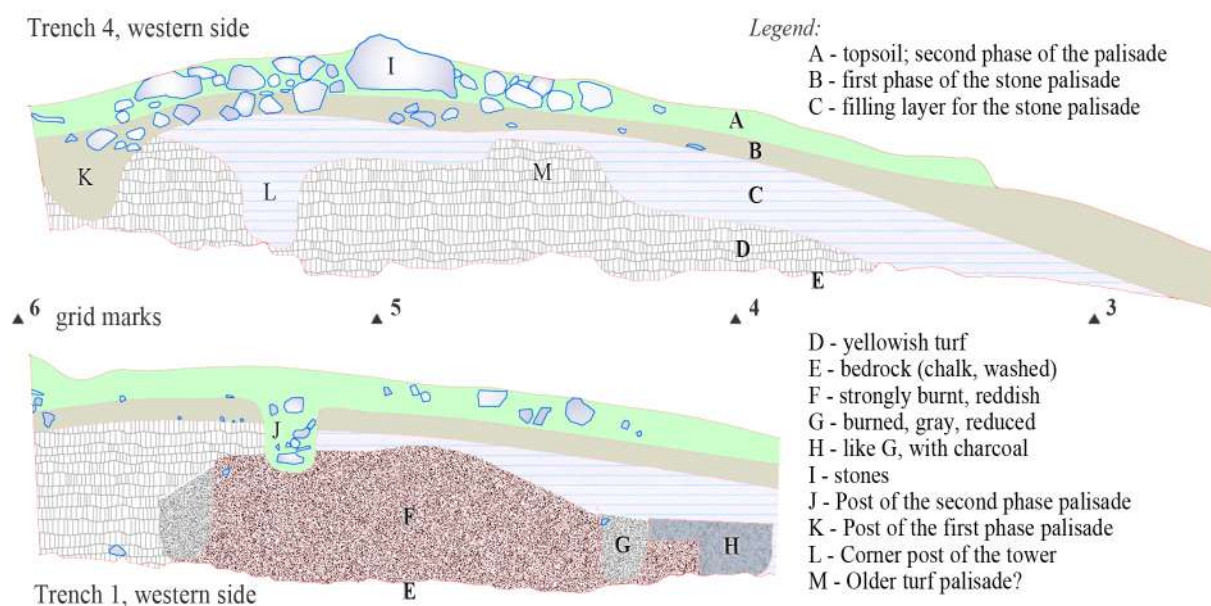 Trench 4, western side
Legend:
A - topsoil; second phase of the palisade
B - first phase of the stone palisade
C - filling layer for the stone palisade
I
A
B
K
L
M
C
D
E
6 grid marks 5 4 3
D - yellowish turf
E - bedrock (chalk, washed)
F - strongly burnt, reddish
G - burned, gray, reduced
H - like G, with charcoal
I - stones
J - Post of the second phase palisade
K - Post of the first phase palisade
L - Corner post of the tower
M - Older turf palisade?
J
F
G
H
E
Trench 1, western side